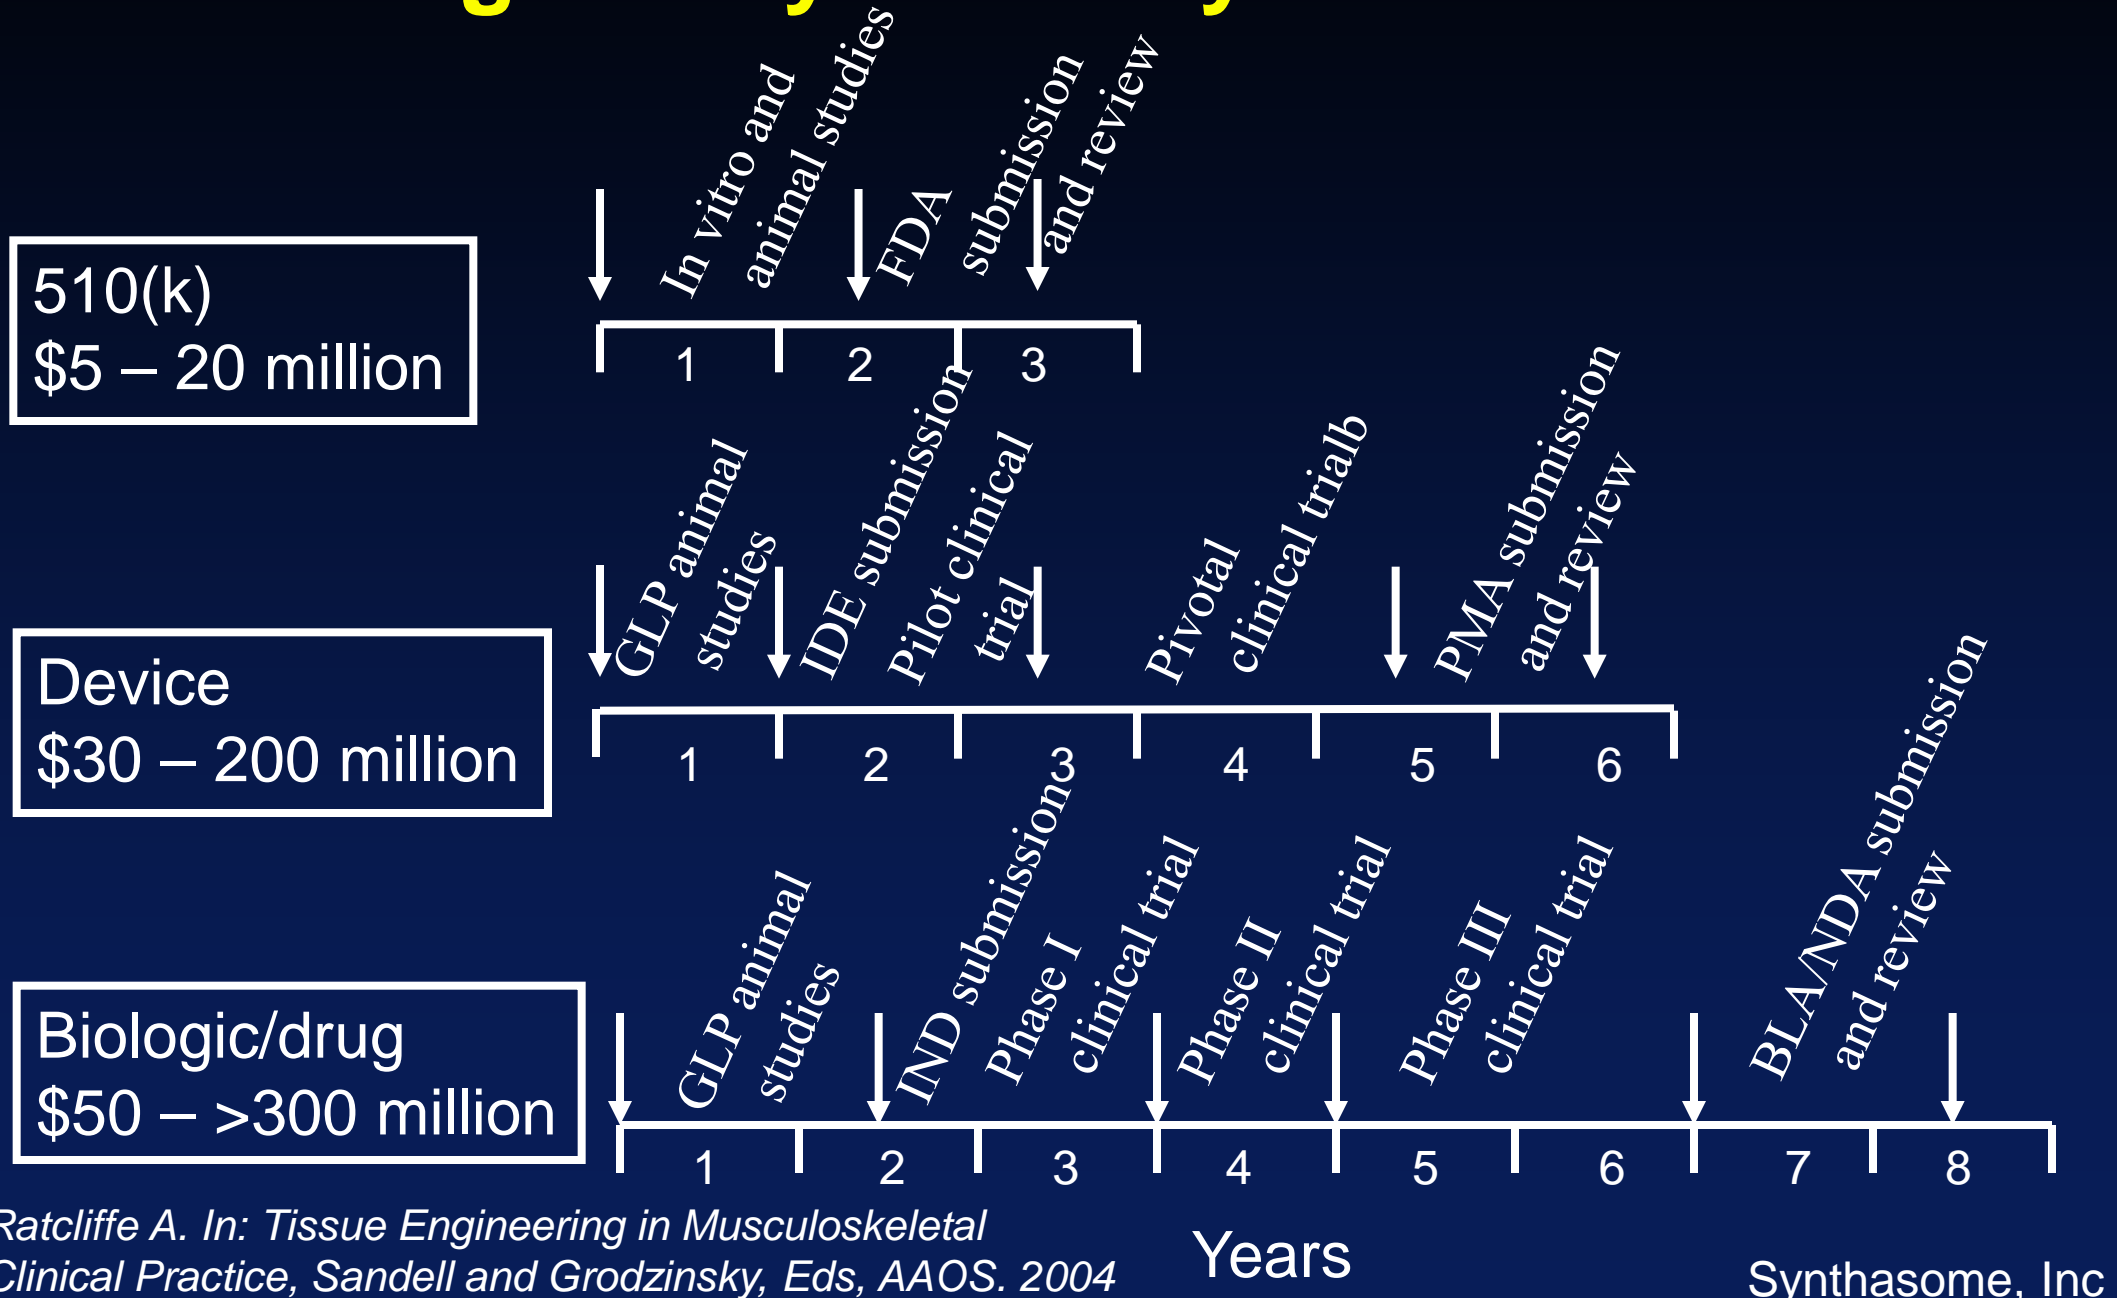 In vitro and
animal studies
FDA
submission
and review
510(k)
$5 – 20 million
1 2 3
GLP animal
studies
IDE submission
Pilot clinical
trial
Pivotal
clinical trialb
PMA submission
and review
Device
$30 – 200 million
1 2 3 4 5 6
GLP animal
studies
IND submission
Phase I
clinical trial
Phase II
clinical trial
Phase III
clinical trial
BLA/NDA submission
and review
Biologic/drug
$50 – >300 million
1 2 3 4 5 6 7 8
Years
Ratcliffe A. In: Tissue Engineering in Musculoskeletal
Clinical Practice, Sandell and Grodzinsky, Eds, AAOS. 2004
Synthasome, Inc